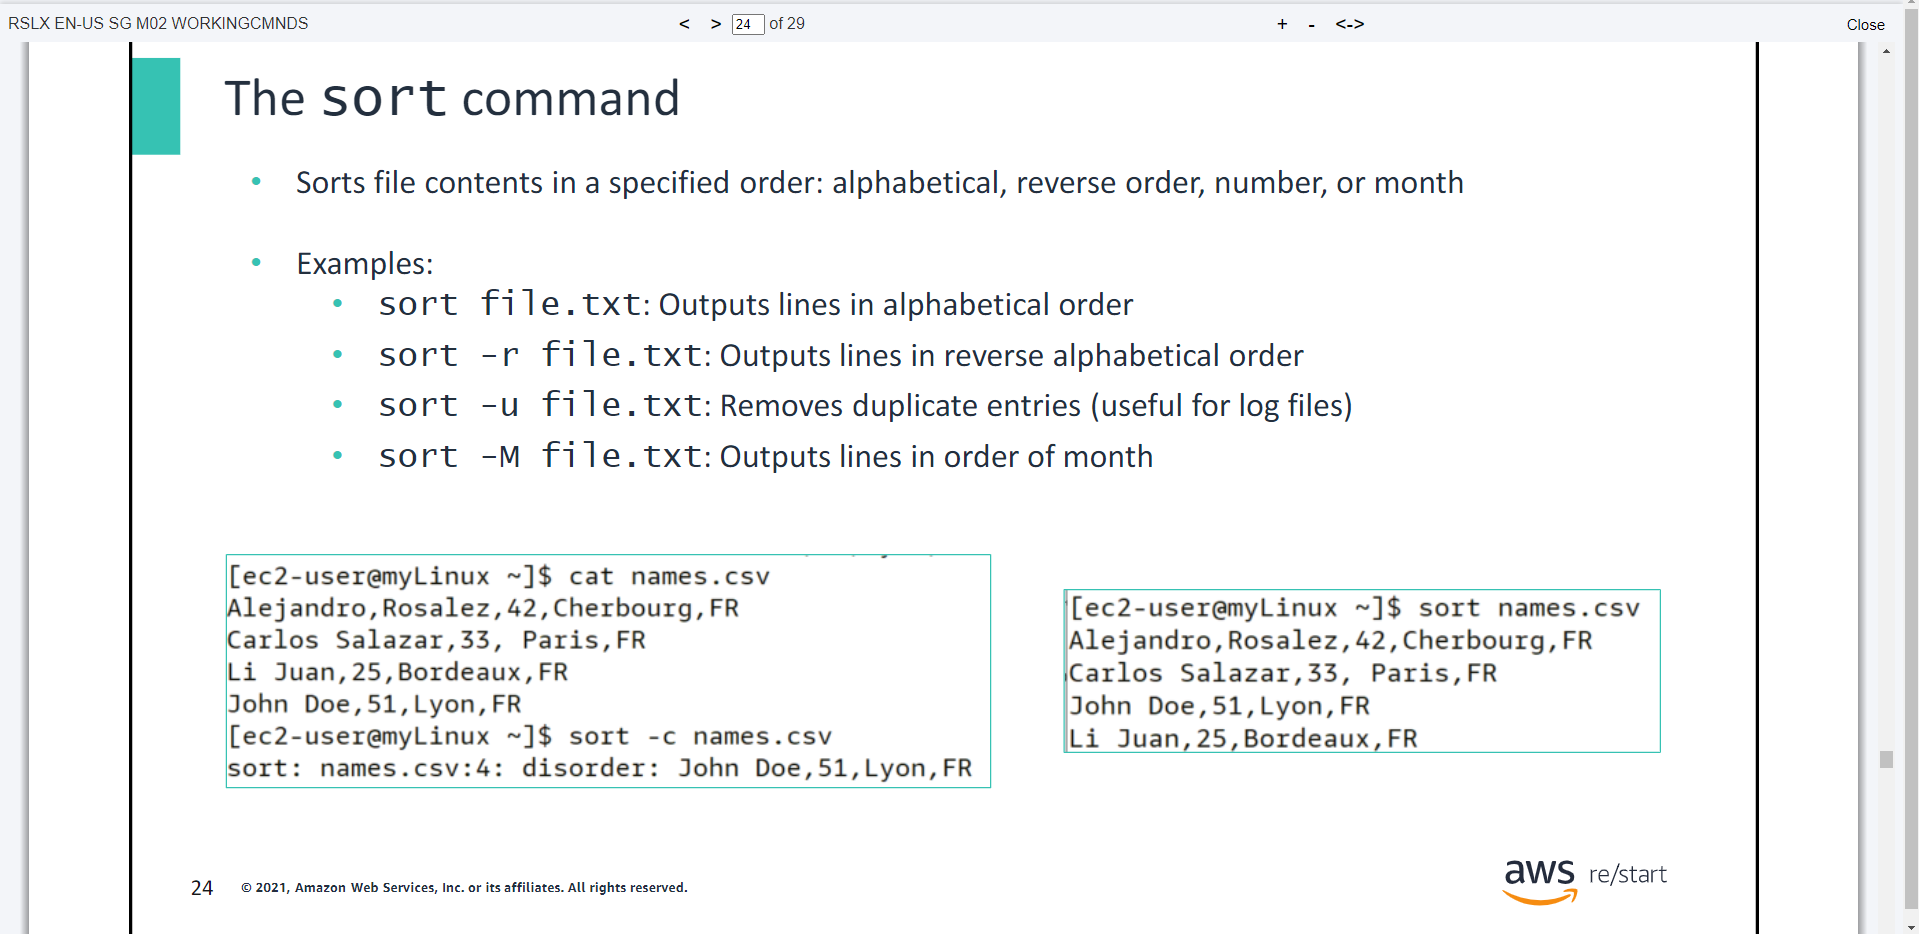 RSLX EN-US SG M02 WORKINGCMNDS
< > 24 of 29
+ - <->
Close
The sort command
• Sorts file contents in a specified order: alphabetical, reverse order, number, or month
• Examples:
• sort file.txt: Outputs lines in alphabetical order
• sort -r file.txt: Outputs lines in reverse alphabetical order
• sort -u file.txt: Removes duplicate entries (useful for log files)
• sort -M file.txt: Outputs lines in order of month
[ec2-user@myLinux ~]$ cat names.csv
Alejandro,Rosalez,42,Cherbourg,FR
Carlos Salazar,33, Paris,FR
Li Juan,25,Bordeaux,FR
John Doe,51,Lyon,FR
[ec2-user@myLinux ~]$ sort -c names.csv
sort: names.csv:4: disorder: John Doe,51,Lyon,FR
[ec2-user@myLinux ~]$ sort names.csv
Alejandro,Rosalez,42,Cherbourg,FR
Carlos Salazar,33, Paris,FR
John Doe,51,Lyon,FR
Li Juan,25,Bordeaux,FR
24 © 2021, Amazon Web Services, Inc. or its affiliates. All rights reserved.
aws re/start